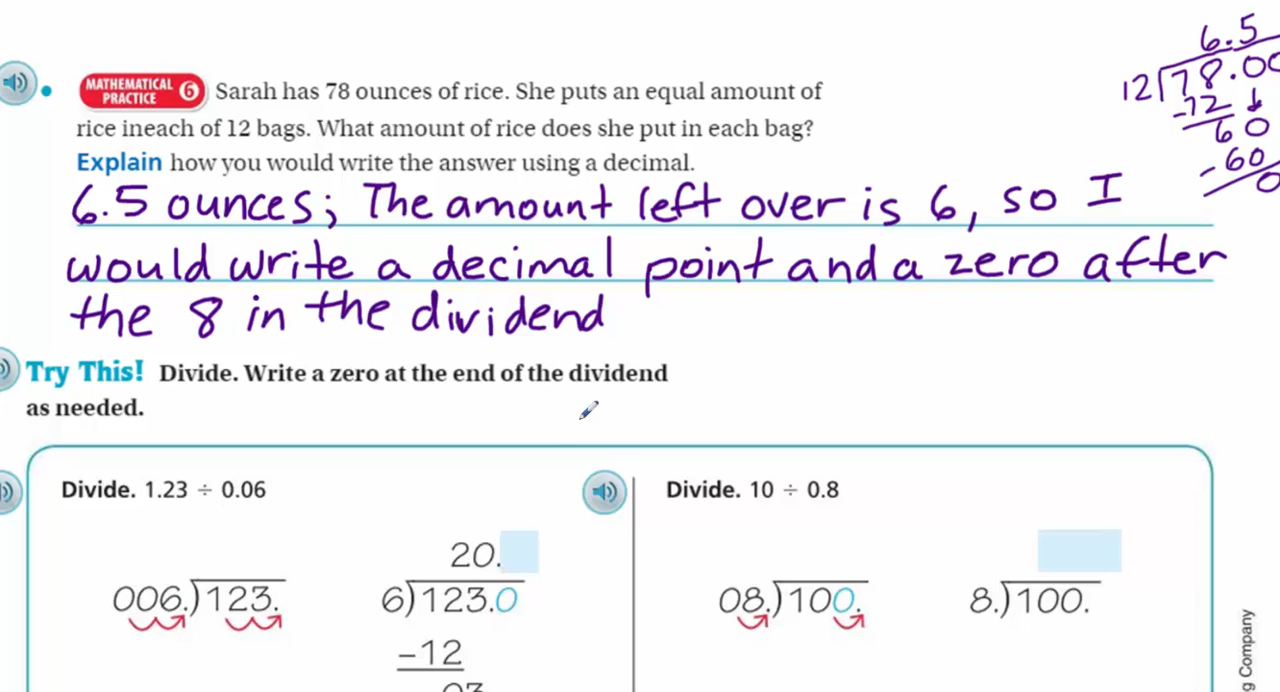 6.5
12)78.00
-12
60
-60
0
MATHEMATICAL PRACTICE 6 Sarah has 78 ounces of rice. She puts an equal amount of
rice ineach of 12 bags. What amount of rice does she put in each bag?
Explain how you would write the answer using a decimal.
6.5 ounces; The amount left over is 6, so I
would write a decimal point and a zero after
the 8 in the dividend
Try This! Divide. Write a zero at the end of the dividend
as needed.
Divide. 1.23 ÷ 0.06
20.
006.)123.
6)123.0
-12
03
Divide. 10 ÷ 0.8
08.)100.
8.)100.
g Company